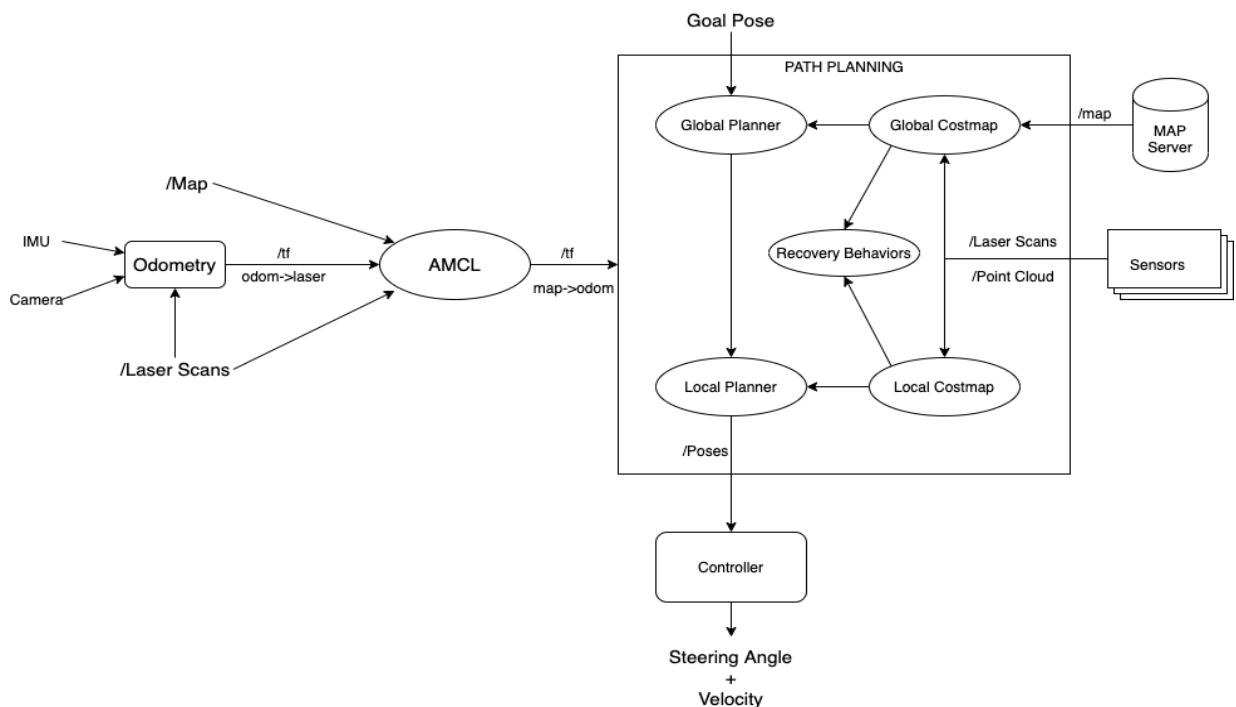 Goal Pose
PATH PLANNING
Global Planner
Global Costmap
/map
MAP
Server
/Map
IMU
Odometry
Camera
/tf
odom->laser
AMCL
/tf
map->odom
Recovery Behaviors
/Laser Scans
/Point Cloud
Sensors
/Laser Scans
Local Planner
Local Costmap
/Poses
Controller
Steering Angle
+
Velocity